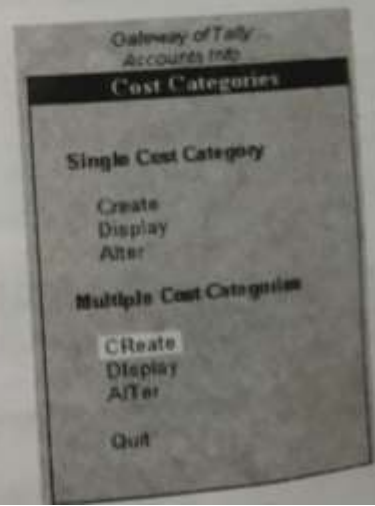 Gateway of Tally ...
Accounts Info.
Cost Categories
Single Cost Category
Create
Display
Alter
Multiple Cost Categories
CReate
DIsplay
AlTer
Quit